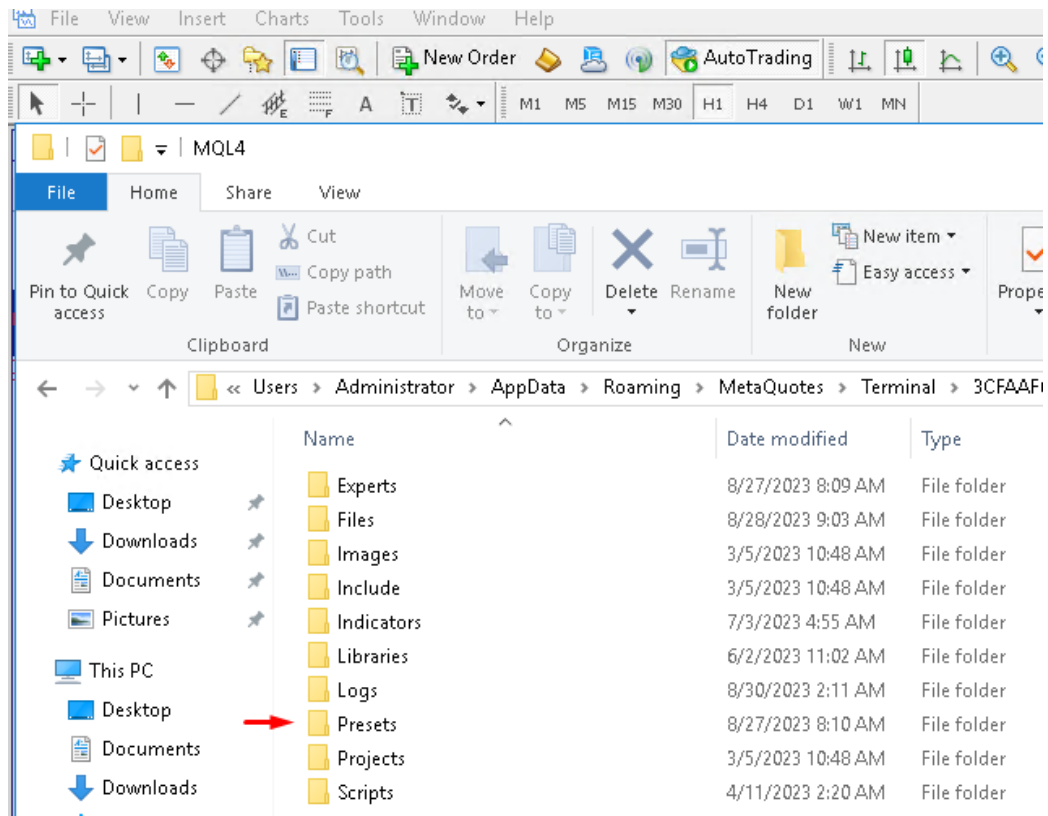 File View Insert Charts Tools Window Help
New Order AutoTrading
E F A T M1 M5 M15 M30 H1 H4 D1 W1 MN
MQL4
File Home Share View
Pin to Quick access
Copy
Paste
Cut
Copy path
Paste shortcut
Clipboard
Move to
Copy to
Delete
Rename
Organize
New folder
New item
Easy access
New
« Users > Administrator > AppData > Roaming > MetaQuotes > Terminal >
Name Date modified Type
Quick access
Desktop
Downloads
Documents
Pictures
This PC
Desktop
Documents
Downloads
Experts 8/27/2023 8:09 AM File folder
Files 8/28/2023 9:03 AM File folder
Images 3/5/2023 10:48 AM File folder
Include 3/5/2023 10:48 AM File folder
Indicators 7/3/2023 4:55 AM File folder
Libraries 6/2/2023 11:02 AM File folder
Logs 8/30/2023 2:11 AM File folder
Presets 8/27/2023 8:10 AM File folder
Projects 3/5/2023 10:48 AM File folder
Scripts 4/11/2023 2:20 AM File folder